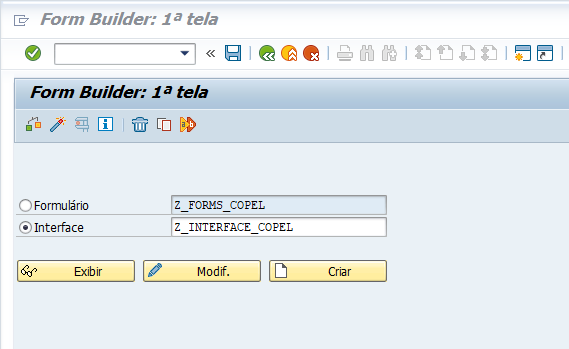 Form Builder: 1ª tela
Form Builder: 1ª tela
Formulário Z_FORMS_COPEL
Interface Z_INTERFACE_COPEL
Exibir Modif. Criar